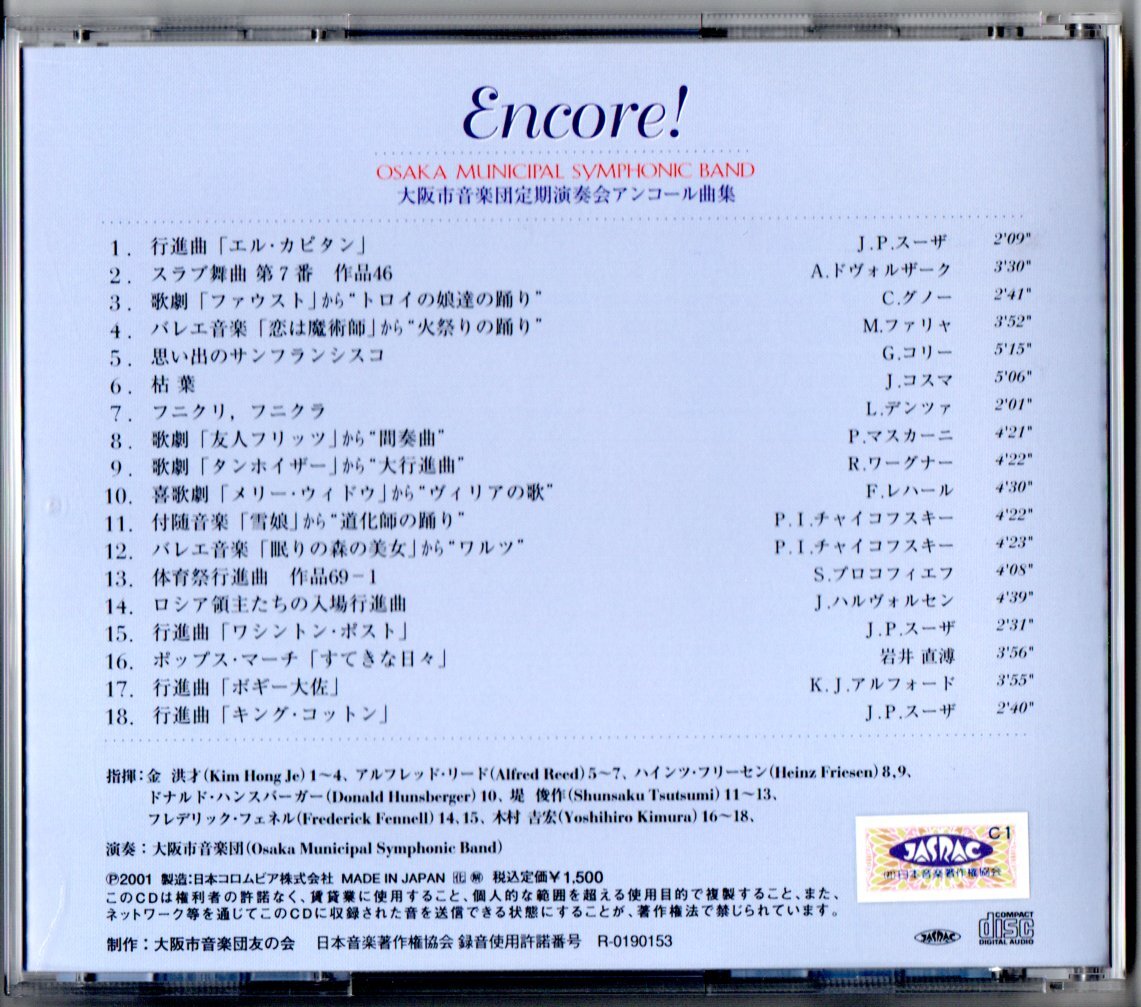 Encore!
OSAKA MUNICIPAL SYMPHONIC BAND
大阪市音楽団定期演奏会アンコール曲集
1. 行進曲「エル・カピタン」 J.P.スーザ 2'09"
2. スラブ舞曲 第7番 作品46 A.ドヴォルザーク 3'30"
3. 歌劇「ファウスト」から“トロイの娘達の踊り” C.グノー 2'41"
4. バレエ音楽「恋は魔術師」から“火祭りの踊り” M.ファリャ 3'52"
5. 思い出のサンフランシスコ G.コリー 5'15"
6. 枯葉 J.コスマ 5'06"
7. フニクリ,フニクラ L.デンツァ 2'01"
8. 歌劇「友人フリッツ」から“間奏曲” P.マスカーニ 4'21"
9. 歌劇「タンホイザー」から“大行進曲” R.ワーグナー 4'22"
10. 喜歌劇「メリー・ウィドウ」から“ヴィリアの歌” F.レハール 4'30"
11. 付随音楽「雪娘」から“道化師の踊り” P.I.チャイコフスキー 4'22"
12. バレエ音楽「眠りの森の美女」から“ワルツ” P.I.チャイコフスキー 4'23"
13. 体育祭行進曲 作品69-1 S.プロコフィエフ 4'08"
14. ロシア領主たちの入場行進曲 J.ハルヴォルセン 4'39"
15. 行進曲「ワシントン・ポスト」 J.P.スーザ 2'31"
16. ポップス・マーチ「すてきな日々」 岩井 直溥 3'56"
17. 行進曲「ボギー大佐」 K.J.アルフォード 3'55"
18. 行進曲「キング・コットン」 J.P.スーザ 2'40"
指揮:金 洪才(Kim Hong Je)1〜4、アルフレッド・リード(Alfred Reed)5〜7、ハインツ・フリーセン(Heinz Friesen)8,9、
ドナルド・ハンスバーガー(Donald Hunsberger)10、堤 俊作(Shunsaku Tsutsumi)11〜13、
フレデリック・フェネル(Frederick Fennell)14,15、木村 吉宏(Yoshihiro Kimura)16〜18、
演奏:大阪市音楽団(Osaka Municipal Symphonic Band)
Ⓟ2001 製造:日本コロムビア株式会社 MADE IN JAPAN 税込定価¥1,500
このCDは権利者の許諾なく、賃貸業に使用すること、個人的な範囲を超える使用目的で複製すること、また、
ネットワーク等を通じてこのCDに収録された音を送信できる状態にすることが、著作権法で禁じられています。
制作:大阪市音楽団友の会 日本音楽著作権協会 録音使用許諾番号 R-0190153
C1
JASRAC
(社)日本音楽著作権協会
JASRAC
COMPACT
disc
DIGITAL AUDIO